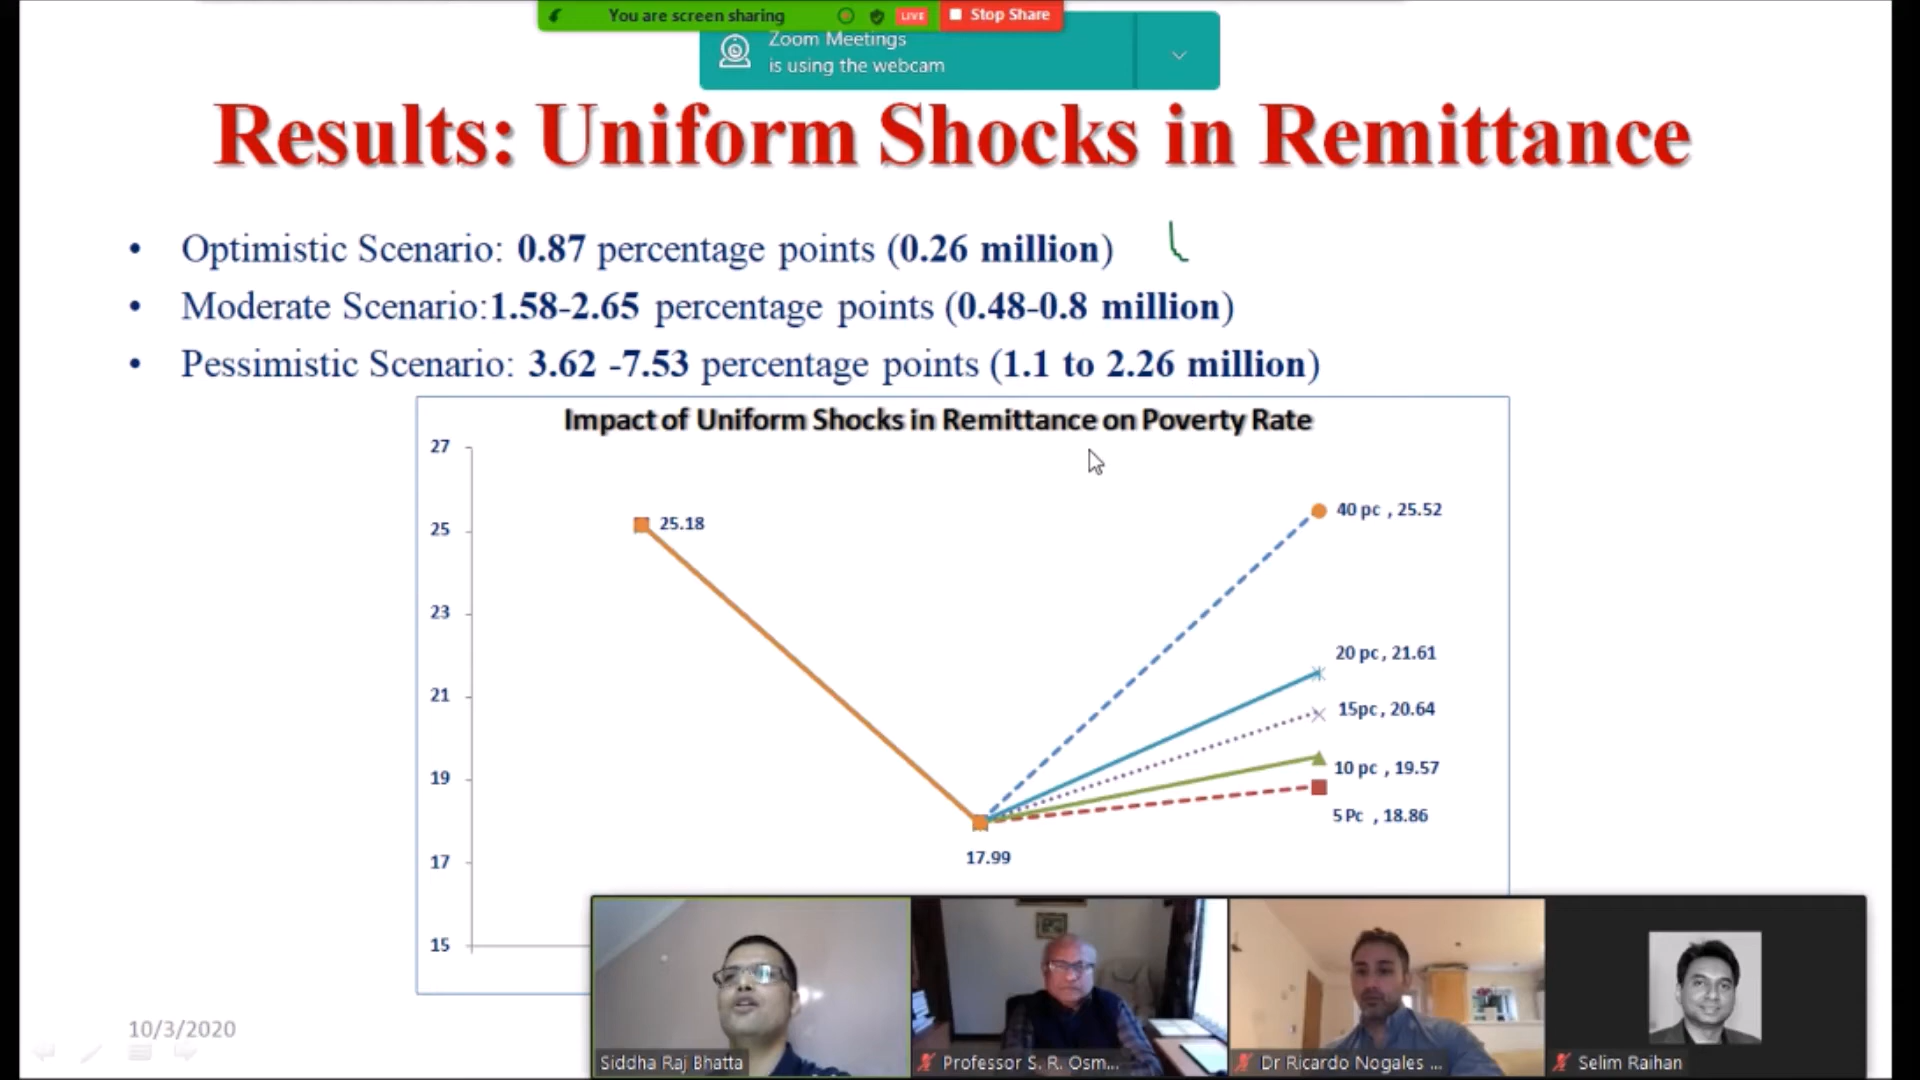 You are screen sharing
LIVE
Stop Share
Zoom Meetings
is using the webcam
Results: Uniform Shocks in Remittance
• Optimistic Scenario: 0.87 percentage points (0.26 million)
• Moderate Scenario:1.58-2.65 percentage points (0.48-0.8 million)
• Pessimistic Scenario: 3.62 -7.53 percentage points (1.1 to 2.26 million)
Impact of Uniform Shocks in Remittance on Poverty Rate
27
25
23
21
19
17
15
25.18
17.99
40 pc , 25.52
20 pc , 21.61
15pc , 20.64
10 pc , 19.57
5 Pc , 18.86
10/3/2020
Siddha Raj Bhatta
Professor S. R. Osm...
Dr Ricardo Nogales ...
Selim Raihan